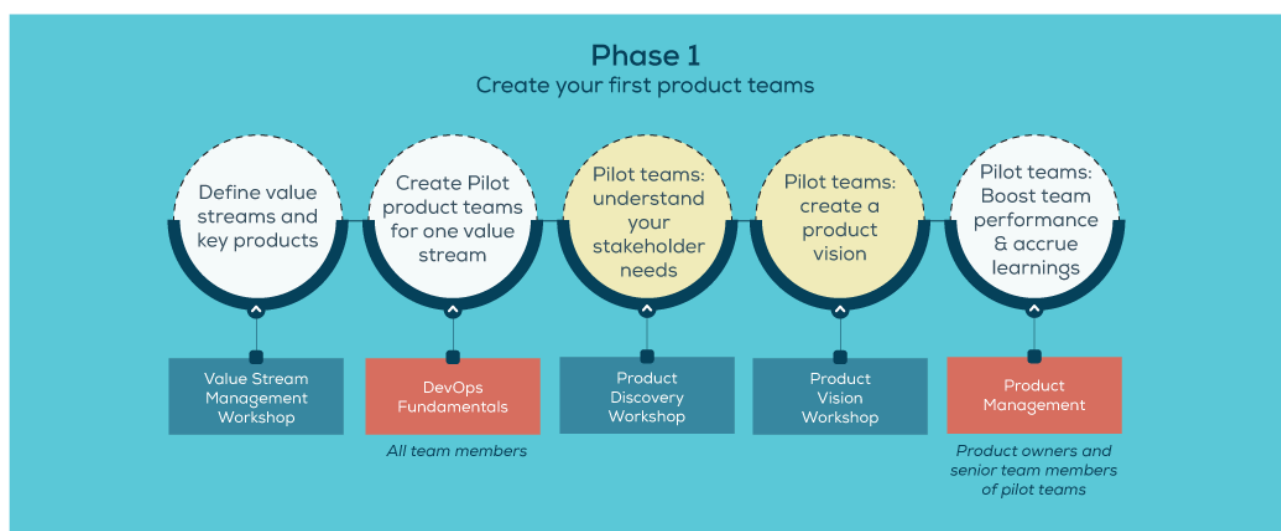 Phase 1
Create your first product teams
Define value
streams and
key products
Create Pilot
product teams
for one value
stream
Pilot teams:
understand
your
stakeholder
needs
Pilot teams:
create a
product
vision
Pilot teams:
Boost team
performance
& accrue
learnings
Value Stream
Management
Workshop
DevOps
Fundamentals
All team members
Product
Discovery
Workshop
Product
Vision
Workshop
Product
Management
Product owners and
senior team members
of pilot teams